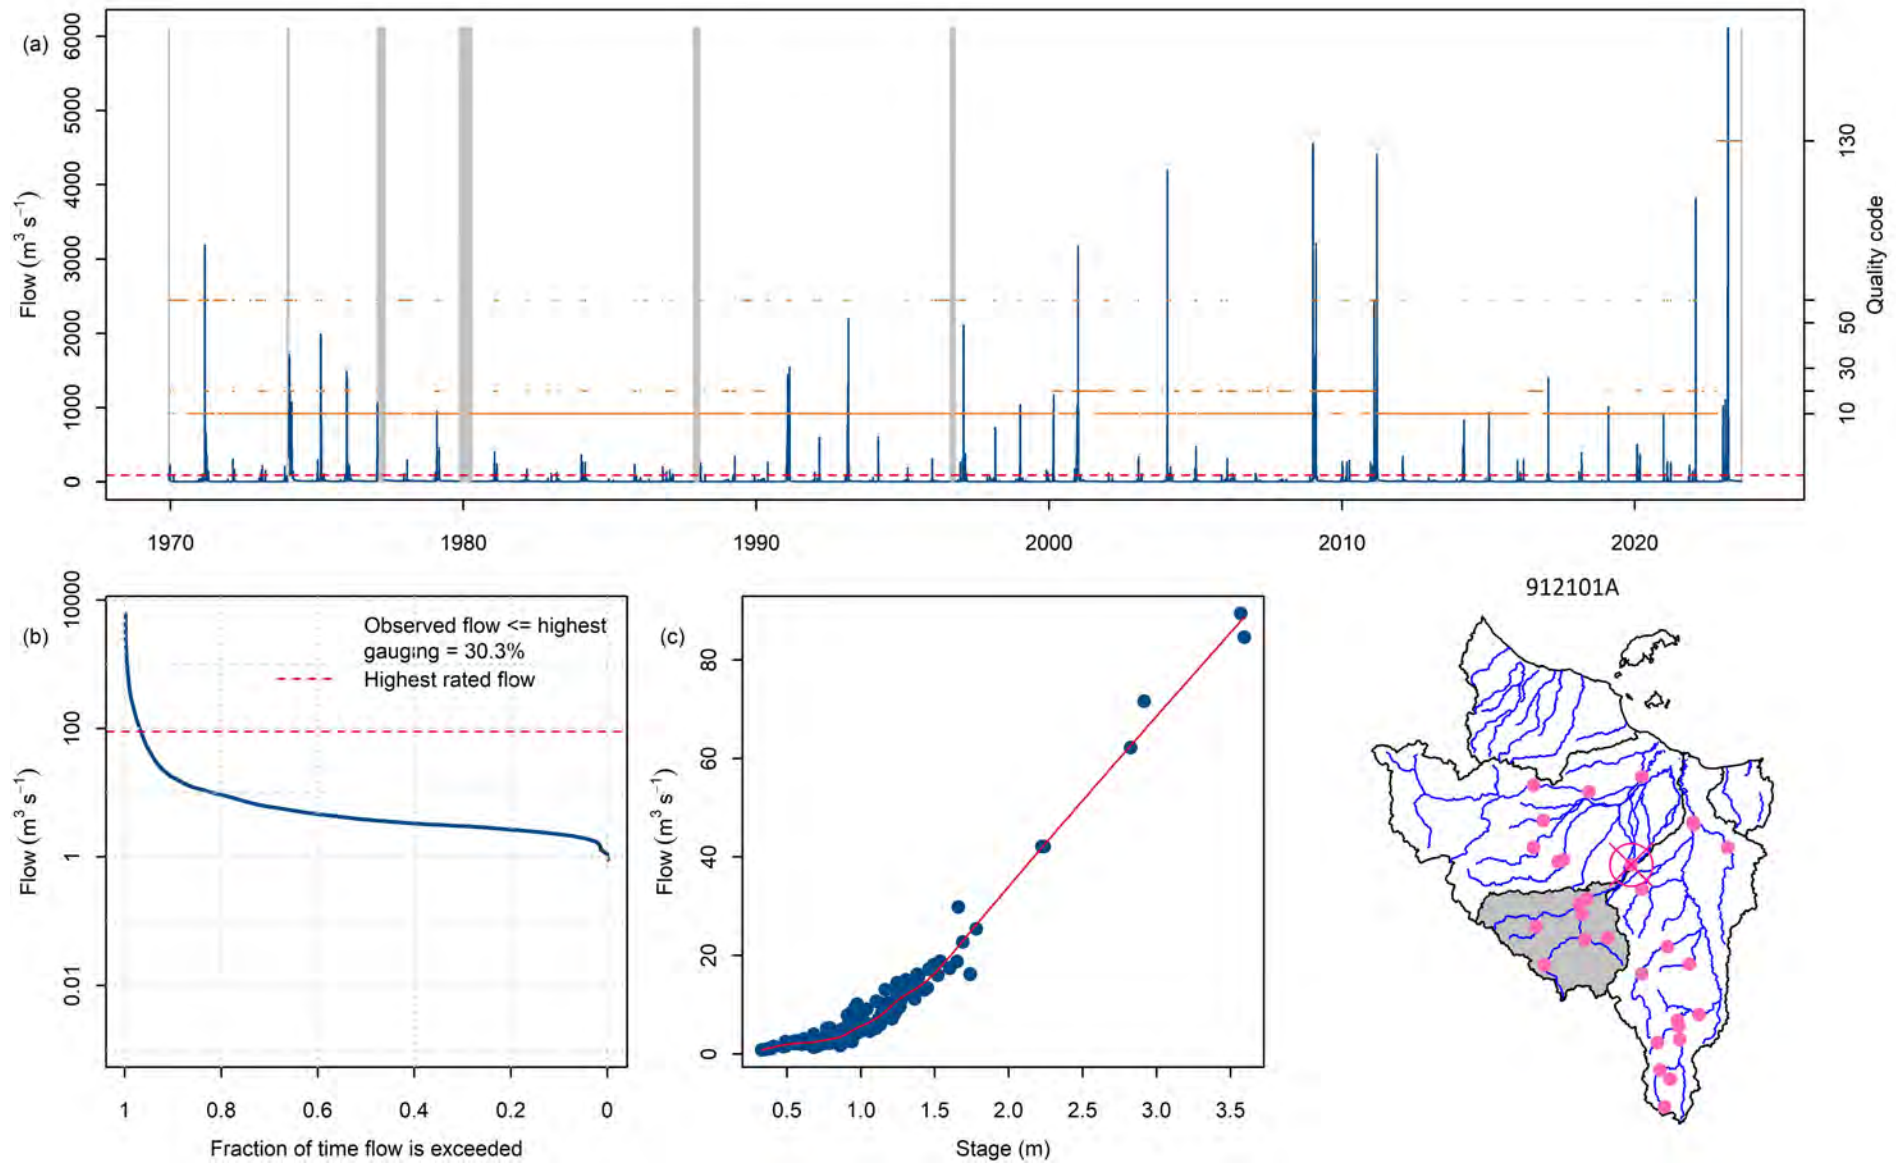 (a)
6000
5000
4000
3000
2000
1000
0
Flow (m³ s⁻¹)
130
50
30
10
Quality code
1970 1980 1990 2000 2010 2020
(b)
10000
100
1
0.01
Flow (m³ s⁻¹)
Observed flow <= highest
gauging = 30.3%
Highest rated flow
1 0.8 0.6 0.4 0.2 0
Fraction of time flow is exceeded
(c)
80
60
40
20
0
Flow (m³ s⁻¹)
0.5 1.0 1.5 2.0 2.5 3.0 3.5
Stage (m)
912101A